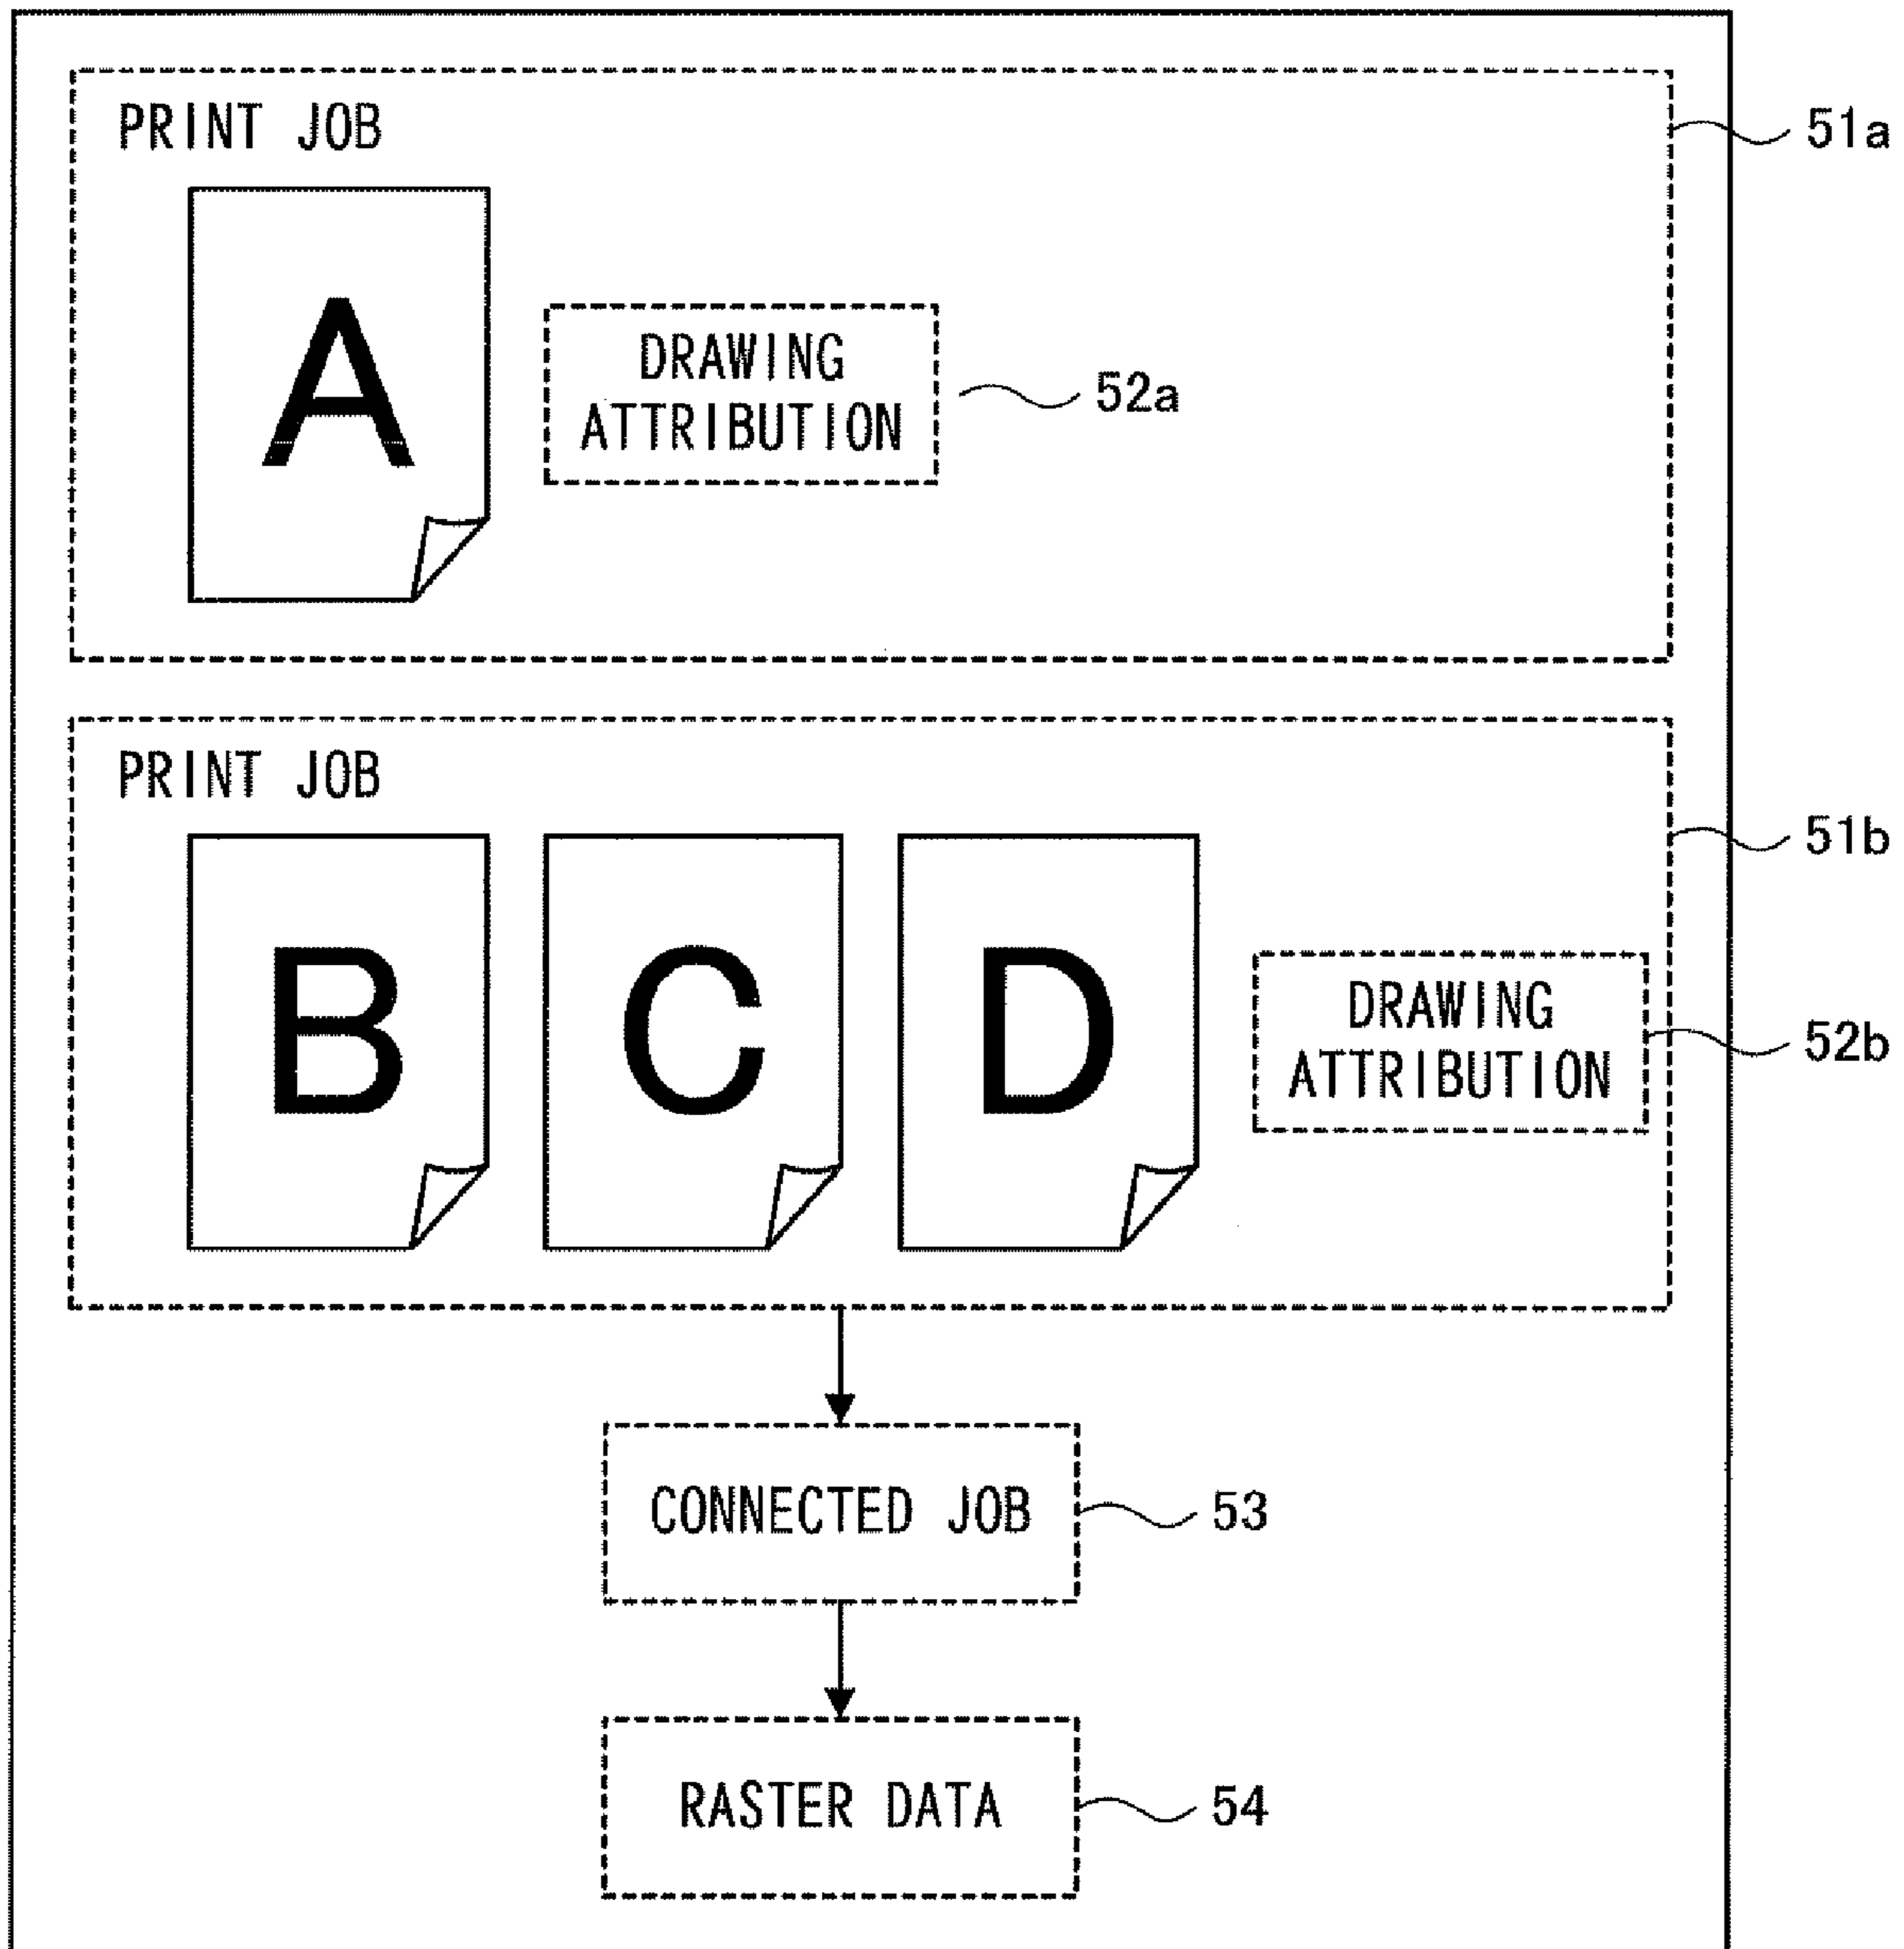 PRINT JOB
51a
A
DRAWING
ATTRIBUTION
52a
PRINT JOB
51b
B C D
DRAWING
ATTRIBUTION
52b
CONNECTED JOB
53
RASTER DATA
54